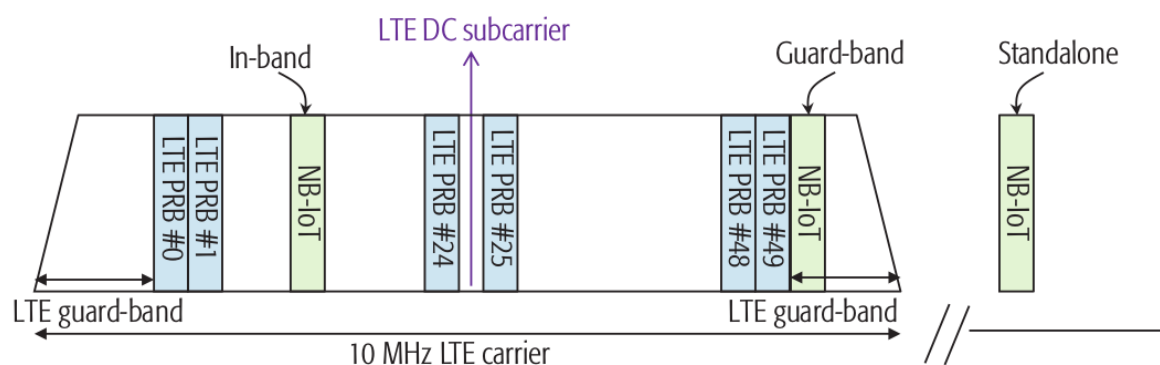 LTE DC subcarrier
In-band
Guard-band
Standalone
LTE PRB #0
LTE PRB #1
NB-IoT
LTE PRB #24
LTE PRB #25
LTE PRB #48
LTE PRB #49
NB-IoT
NB-IoT
LTE guard-band
LTE guard-band
10 MHz LTE carrier